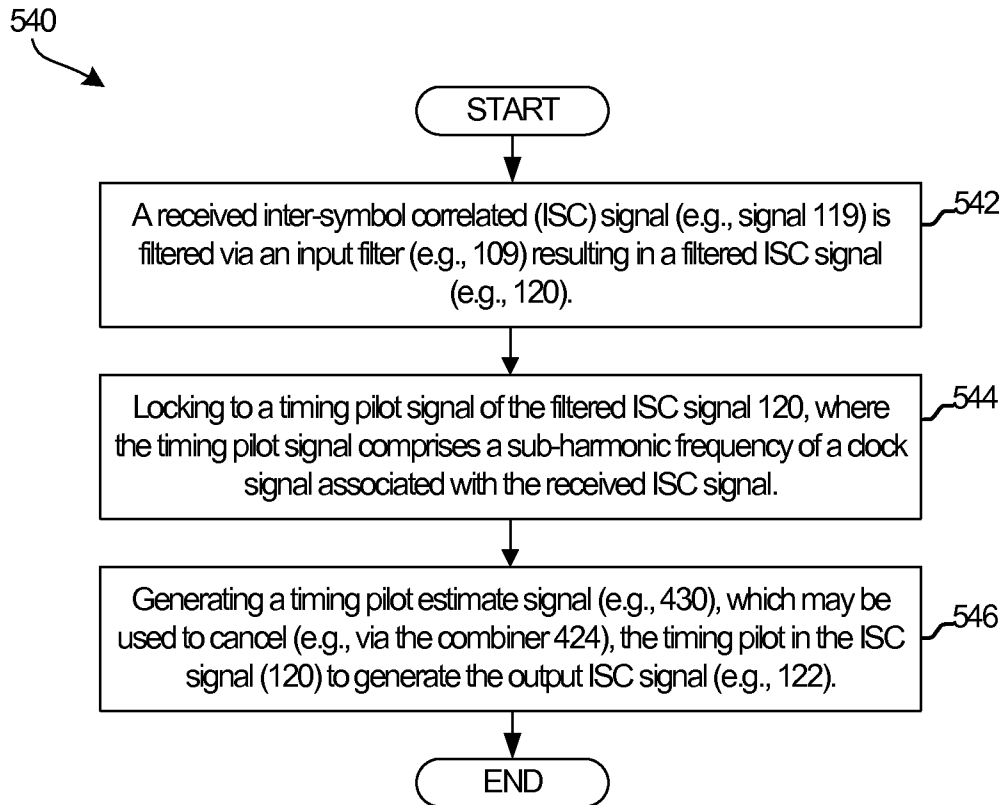 540
START
A received inter-symbol correlated (ISC) signal (e.g., signal 119) is
filtered via an input filter (e.g., 109) resulting in a filtered ISC signal
(e.g., 120).
542
Locking to a timing pilot signal of the filtered ISC signal 120, where
the timing pilot signal comprises a sub-harmonic frequency of a clock
signal associated with the received ISC signal.
544
Generating a timing pilot estimate signal (e.g., 430), which may be
used to cancel (e.g., via the combiner 424), the timing pilot in the ISC
signal (120) to generate the output ISC signal (e.g., 122).
546
END